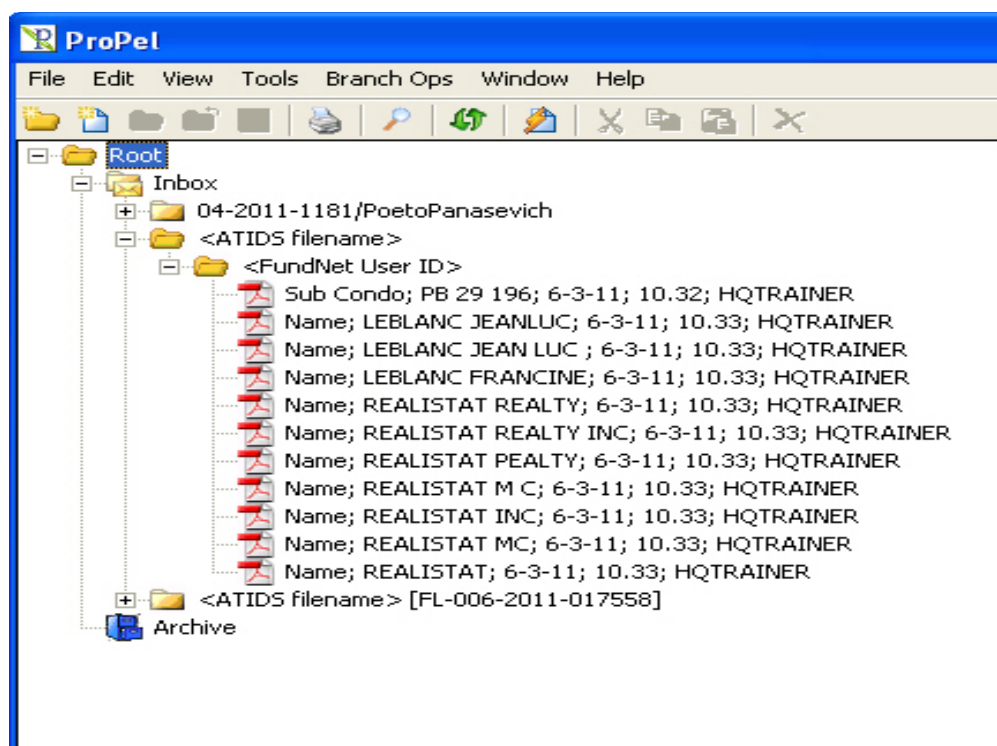 ProPel
File Edit View Tools Branch Ops Window Help
Root
Inbox
04-2011-1181/PoetoPanasevich
<ATIDS filename>
<FundNet User ID>
Sub Condo; PB 29 196; 6-3-11; 10.32; HQTRAINER
Name; LEBLANC JEANLUC; 6-3-11; 10.33; HQTRAINER
Name; LEBLANC JEAN LUC ; 6-3-11; 10.33; HQTRAINER
Name; LEBLANC FRANCINE; 6-3-11; 10.33; HQTRAINER
Name; REALISTAT REALTY; 6-3-11; 10.33; HQTRAINER
Name; REALISTAT REALTY INC; 6-3-11; 10.33; HQTRAINER
Name; REALISTAT PEALTY; 6-3-11; 10.33; HQTRAINER
Name; REALISTAT M C; 6-3-11; 10.33; HQTRAINER
Name; REALISTAT INC; 6-3-11; 10.33; HQTRAINER
Name; REALISTAT MC; 6-3-11; 10.33; HQTRAINER
Name; REALISTAT; 6-3-11; 10.33; HQTRAINER
<ATIDS filename> [FL-006-2011-017558]
Archive